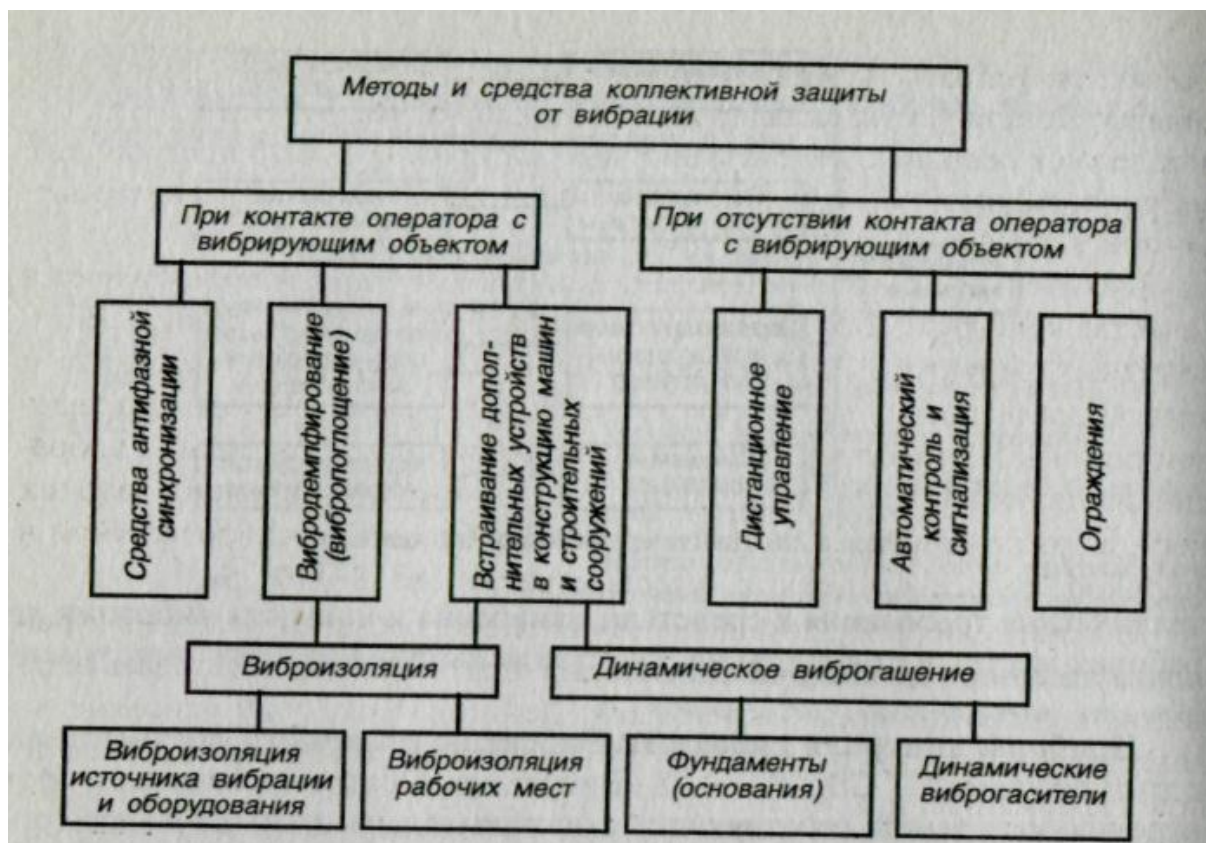 Методы и средства коллективной защиты
от вибрации
При контакте оператора с
вибрирующим объектом
При отсутствии контакта оператора
с вибрирующим объектом
Средства антифазной
синхронизации
Вибродемпфирование
(вибропоглощение)
Встраивание допол-
нительных устройств
в конструкцию машин
и строительных
сооружений
Дистанционное
управление
Автоматический
контроль и
сигнализация
Ограждения
Виброизоляция
Динамическое виброгашение
Виброизоляция
источника вибрации
и оборудования
Виброизоляция
рабочих мест
Фундаменты
(основания)
Динамические
виброгасители